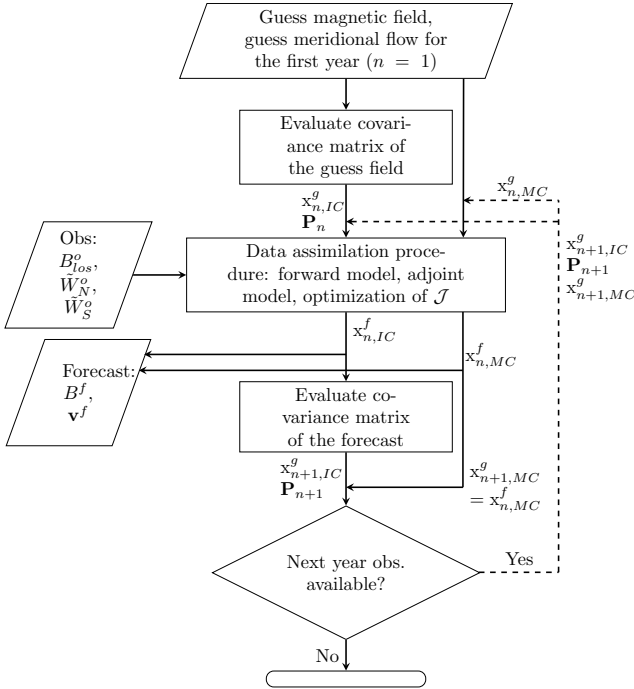 Guess magnetic field,
guess meridional flow for
the first year (n = 1)
Evaluate covari-
ance matrix of
the guess field
x^g_{n,IC}
P_n
x^g_{n,MC}
Obs:
B^o_{los},
W̃^o_N,
W̃^o_S
Data assimilation proce-
dure: forward model, adjoint
model, optimization of 𝒥
x^g_{n+1,IC}
P_{n+1}
x^g_{n+1,MC}
x^f_{n,IC}
x^f_{n,MC}
Forecast:
B^f,
v^f
Evaluate co-
variance matrix
of the forecast
x^g_{n+1,IC}
P_{n+1}
x^g_{n+1,MC}
= x^f_{n,MC}
Next year obs.
available?
Yes
No